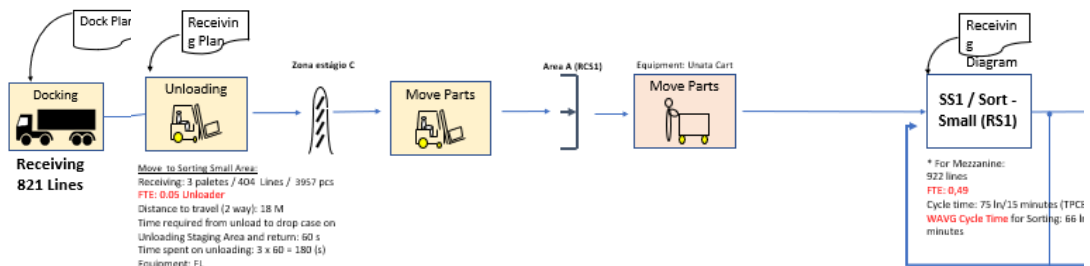 Dock Plan
Receivin
g Plan
Receivin
g
Diagram
Zona estágio C
Area A (RCS1)
Equipment: Unata Cart
Docking
Unloading
Move Parts
Move Parts
SS1 / Sort -
Small (RS1)
Receiving
821 Lines
Move to Sorting Small Area:
Receiving: 3 paletes / 404 Lines / 3957 pcs
FTE: 0.05 Unloader
Distance to travel (2 way): 18 M
Time required from unload to drop case on
Unloading Staging Area and return: 60 s
Time spent on unloading: 3 x 60 = 180 (s)
Equipment: FL
* For Mezzanine:
922 lines
FTE: 0,49
Cycle time: 75 ln/15 minutes (TPCE
WAVG Cycle Time for Sorting: 66 ln
minutes